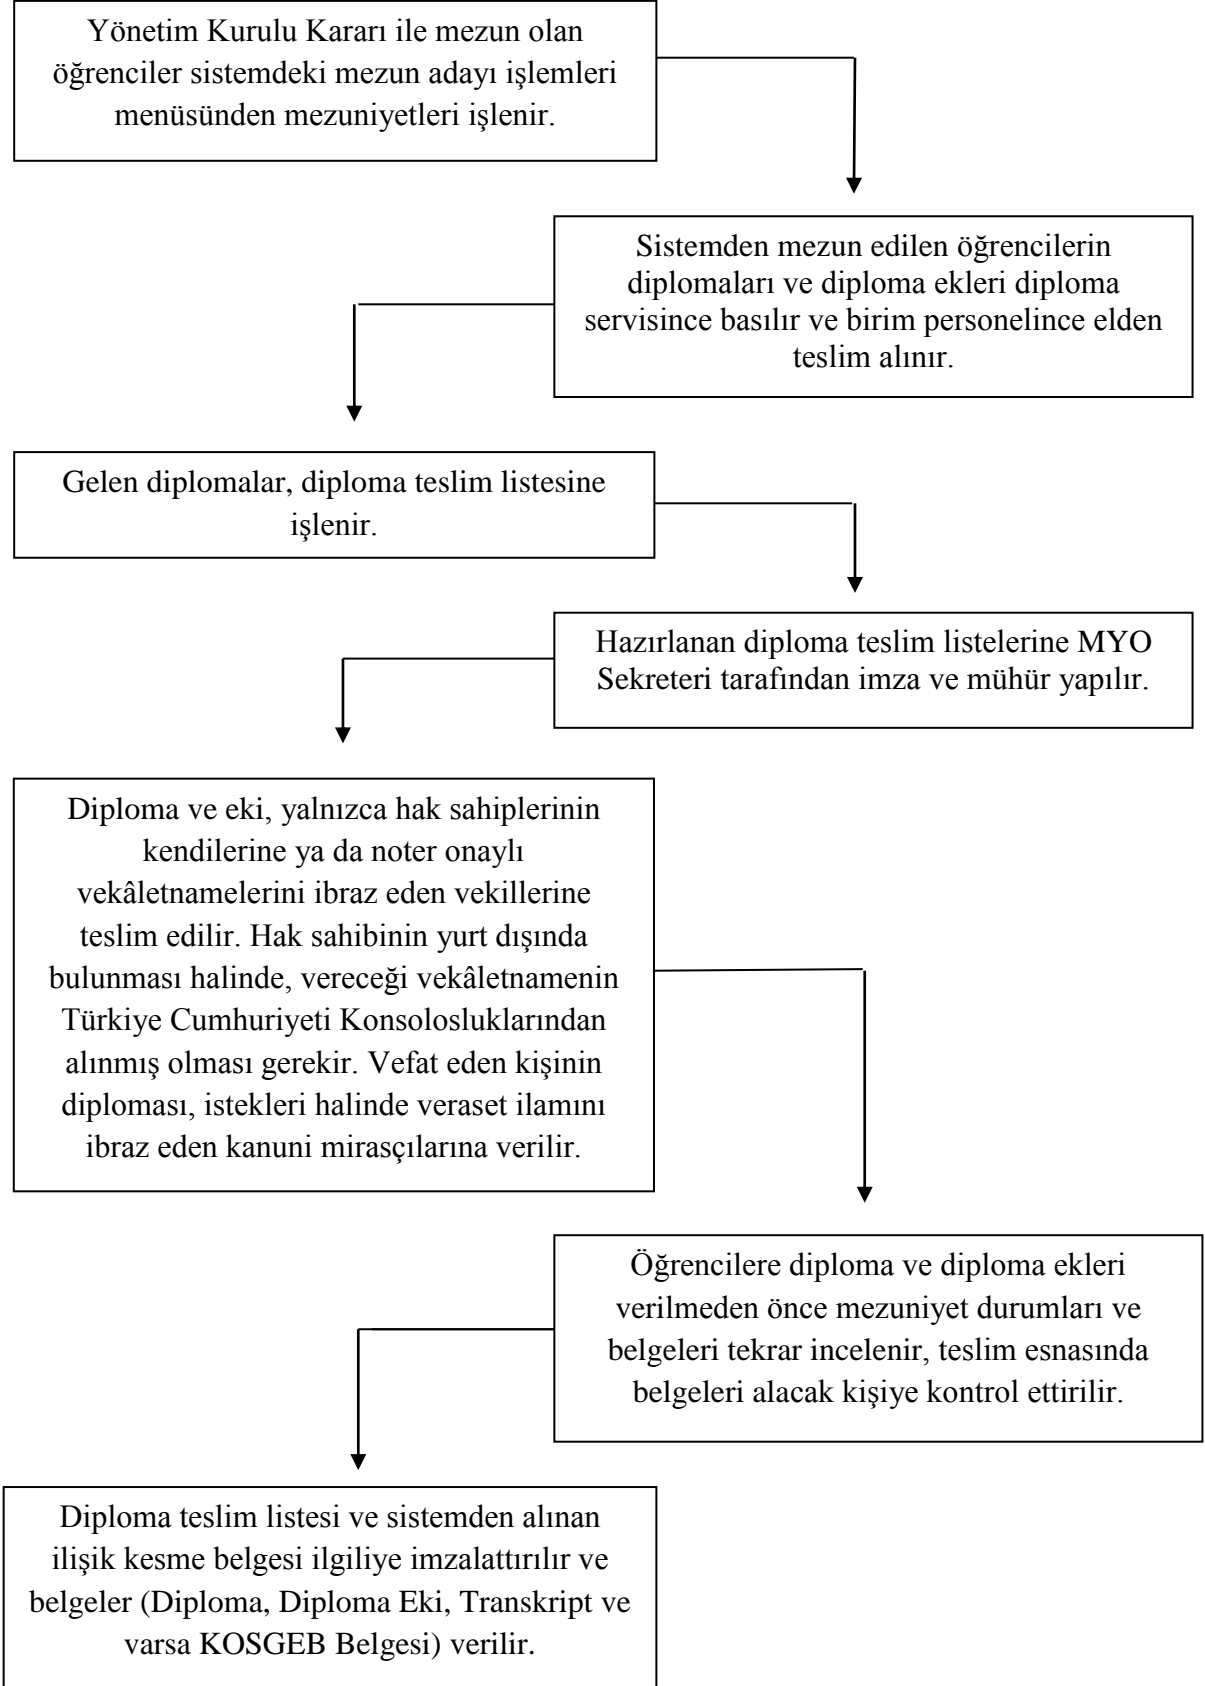 Yönetim Kurulu Kararı ile mezun olan
öğrenciler sistemdeki mezun adayı işlemleri
menüsünden mezuniyetleri işlenir.
Sistemden mezun edilen öğrencilerin
diplomaları ve diploma ekleri diploma
servisince basılır ve birim personelince elden
teslim alınır.
Gelen diplomalar, diploma teslim listesine
işlenir.
Hazırlanan diploma teslim listelerine MYO
Sekreteri tarafından imza ve mühür yapılır.
Diploma ve eki, yalnızca hak sahiplerinin
kendilerine ya da noter onaylı
vekâletnamelerini ibraz eden vekillerine
teslim edilir. Hak sahibinin yurt dışında
bulunması halinde, vereceği vekâletnamenin
Türkiye Cumhuriyeti Konsolosluklarından
alınmış olması gerekir. Vefat eden kişinin
diploması, istekleri halinde veraset ilamını
ibraz eden kanuni mirasçılarına verilir.
Öğrencilere diploma ve diploma ekleri
verilmeden önce mezuniyet durumları ve
belgeleri tekrar incelenir, teslim esnasında
belgeleri alacak kişiye kontrol ettirilir.
Diploma teslim listesi ve sistemden alınan
ilişik kesme belgesi ilgiliye imzalattırılır ve
belgeler (Diploma, Diploma Eki, Transkript ve
varsa KOSGEB Belgesi) verilir.